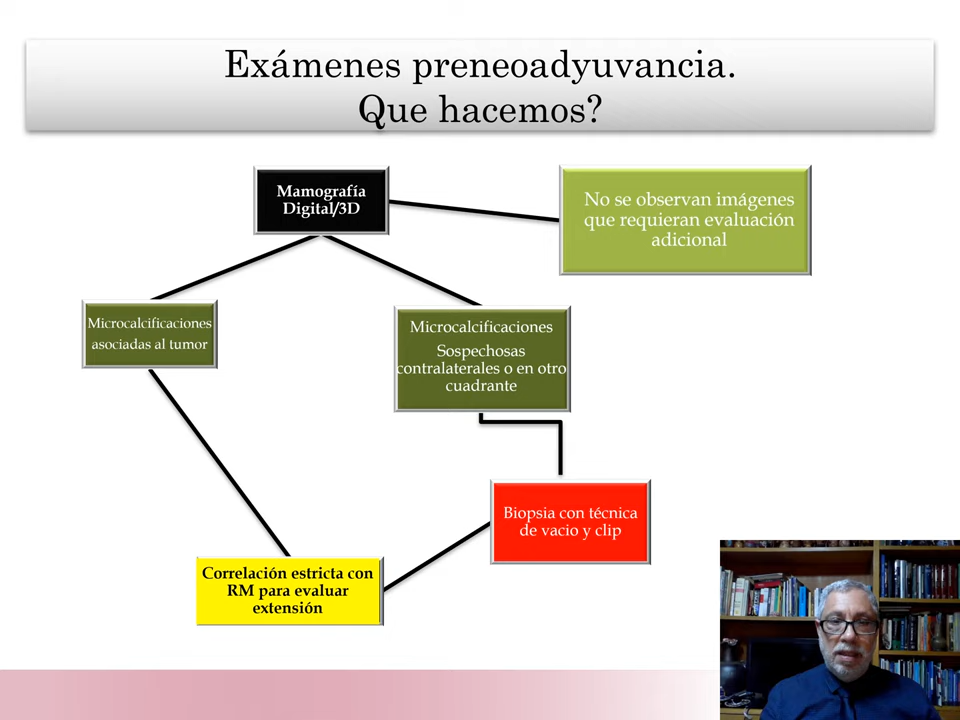 Exámenes preneoadyuvancia.
Que hacemos?
Mamografía
Digital/3D
No se observan imágenes
que requieran evaluación
adicional
Microcalcificaciones
asociadas al tumor
Microcalcificaciones
Sospechosas
contralaterales o en otro
cuadrante
Biopsia con técnica
de vacio y clip
Correlación estricta con
RM para evaluar
extensión